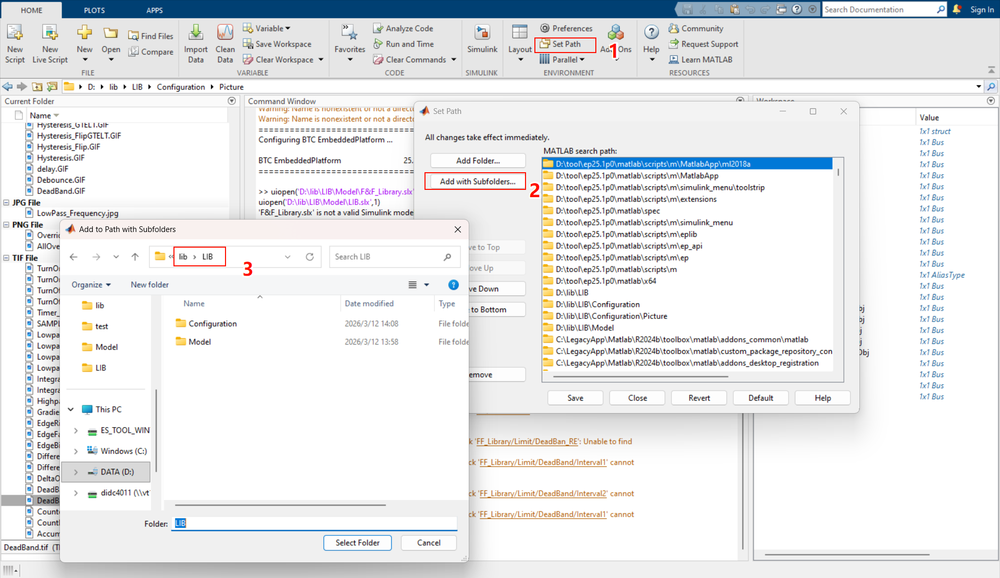 HOME PLOTS APPS
Search Documentation
Sign In
New Script
New Live Script
New
Open
Find Files
Compare
FILE
Import Data
Clean Data
Variable
Save Workspace
Clear Workspace
VARIABLE
Favorites
Analyze Code
Run and Time
Clear Commands
CODE
Simulink
SIMULINK
Layout
Preferences
Set Path
Parallel
ENVIRONMENT
1
Help
Community
Request Support
Learn MATLAB
RESOURCES
D: lib LIB Configuration Picture
Current Folder
Name
Hysteresis_GTELT.GIF
Hysteresis_FlipGTELT.GIF
Hysteresis_Flip.GIF
Hysteresis.GIF
delay.GIF
Debounce.GIF
DeadBand.GIF
JPG File
LowPass_Frequency.jpg
PNG File
Overri
AllOve
TIF File
TurnO
TurnO
TurnOf
TurnOf
Timer_
SAMPL
Lowpa
Lowpa
Lowpa
Lowpa
Integra
Integra
Highpa
Gradie
EdgeRi
EdgeFa
EdgeBi
Differe
Differe
DeltaO
DeadB
DeadB
Counte
Count
Accum
DeadBand.tif
Command Window
Warning: Name is nonexistent or not a directo
Warning: Name is nonexistent or not a directo
Configuring BTC EmbeddedPlatform ...
BTC EmbeddedPlatform 25.
>> uiopen('D:\lib\LIB\Model\F&F_Library.slx'
uiopen('D:\lib\LIB\Model\LIB.slx',1)
'F&F_Library.slx' is not a valid Simulink mode
ck 'FF_Library/Limit/DeadBan_RE': Unable to find
ck 'FF_Library/Limit/DeadBand/Interval1' cannot
ck 'FF_Library/Limit/DeadBand/Interval2' cannot
ck 'FF_Library/Limit/DeadBand/Interval1' cannot
Set Path
All changes take effect immediately.
Add Folder...
Add with Subfolders...
2
ve to Top
ove Up
ve Down
to Bottom
emove
MATLAB search path:
D:\tool\ep25.1p0\matlab\scripts\m\MatlabApp\ml2018a
D:\tool\ep25.1p0\matlab\scripts\m\MatlabApp
D:\tool\ep25.1p0\matlab\scripts\m\simulink_menu\toolstrip
D:\tool\ep25.1p0\matlab\scripts\m\extensions
D:\tool\ep25.1p0\matlab\spec
D:\tool\ep25.1p0\matlab\scripts\m\simulink_menu
D:\tool\ep25.1p0\matlab\scripts\m\eplib
D:\tool\ep25.1p0\matlab\scripts\m\ep_api
D:\tool\ep25.1p0\matlab\scripts\m\ep
D:\tool\ep25.1p0\matlab\scripts\m
D:\tool\ep25.1p0\matlab\x64
D:\lib\LIB
D:\lib\LIB\Configuration
D:\lib\LIB\Configuration\Picture
D:\lib\LIB\Model
C:\LegacyApp\Matlab\R2024b\toolbox\matlab\addons_common\matlab
C:\LegacyApp\Matlab\R2024b\toolbox\matlab\custom_package_repository_con
C:\LegacyApp\Matlab\R2024b\toolbox\matlab\addons_desktop_registration
Save Close Revert Default Help
Add to Path with Subfolders
« lib > LIB
3
Search LIB
Organize New folder
lib
test
Model
LIB
This PC
ES_TOOL_WIN
Windows (C:)
DATA (D:)
didc4011 (\\vt
Name Date modified Type
Configuration 2026/3/12 14:08 File folde
Model 2026/3/12 13:58 File folde
Folder: LIB
Select Folder Cancel
Workspace
Value
1x1 struct
1x1 Bus
1x1 Bus
1x1 Bus
1x1 Bus
1x1 Bus
1x1 Bus
1x1 Bus
1x1 Bus
1x1 Bus
1x1 Bus
1x1 Bus
1x1 Bus
1x1 AliasType
1x1 Bus
1x1 Bus
bj 1x1 Bus
bj 1x1 Bus
j 1x1 Bus
j 1x1 Bus
Obj 1x1 Bus
1x1 Bus
1x1 Bus
1x1 Bus
1x1 Bus